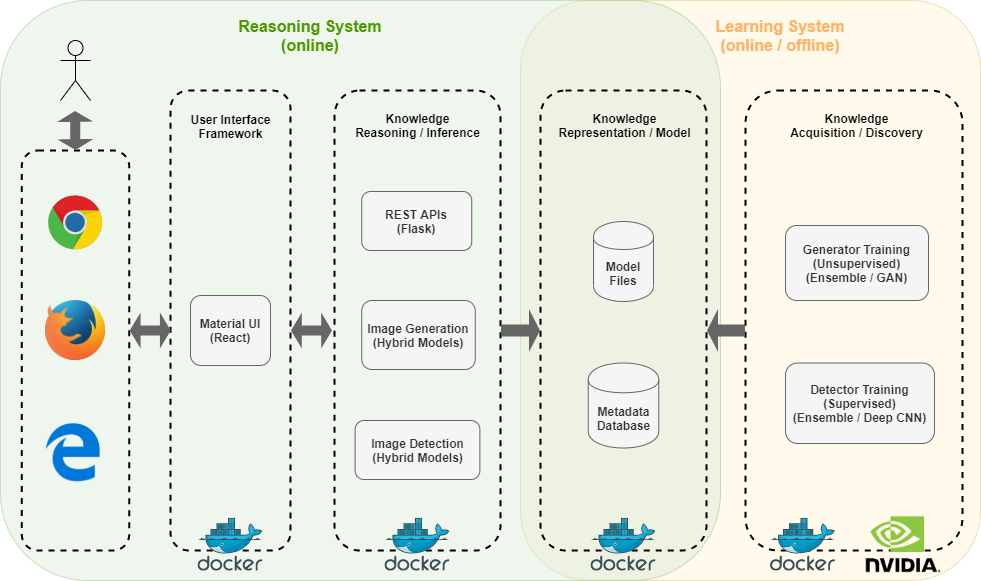 Reasoning System
(online)
Learning System
(online / offline)
User Interface
Framework
Knowledge
Reasoning / Inference
Knowledge
Representation / Model
Knowledge
Acquisition / Discovery
REST APIs
(Flask)
Model
Files
Generator Training
(Unsupervised)
(Ensemble / GAN)
Material UI
(React)
Image Generation
(Hybrid Models)
Metadada
Database
Detector Training
(Supervised)
(Ensemble / Deep CNN)
Image Detection
(Hybrid Models)
docker
docker
docker
docker
NVIDIA.